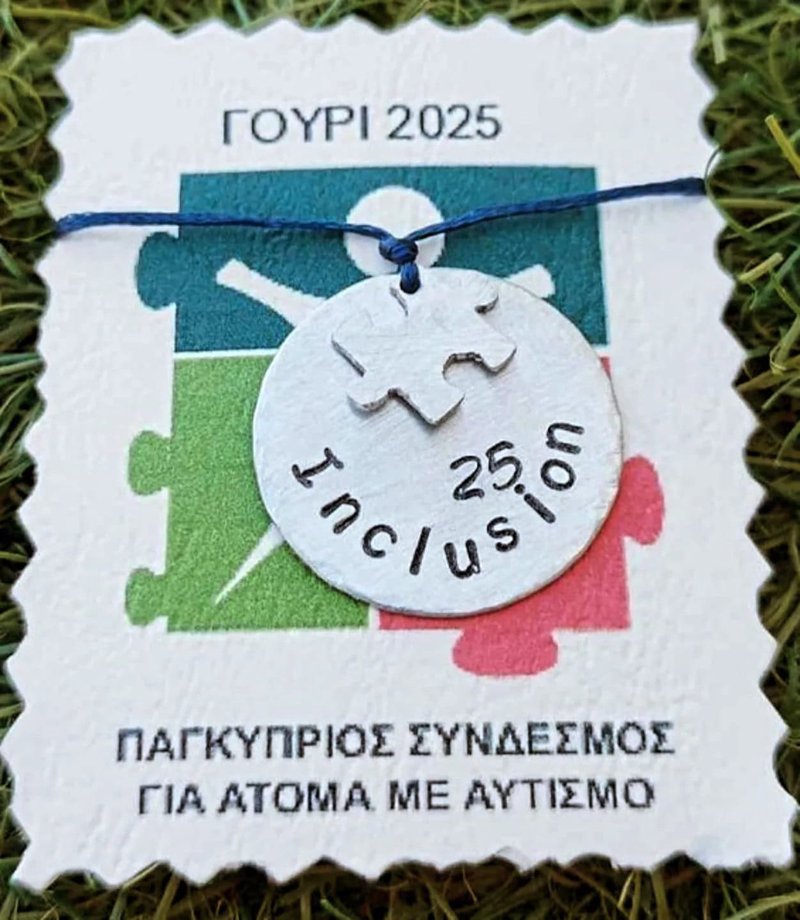 ΓΟΥΡΙ 2025
25
Inclusion
ΠΑΓΚΥΠΡΙΟΣ ΣΥΝΔΕΣΜΟΣ
ΓΙΑ ΑΤΟΜΑ ΜΕ ΑΥΤΙΣΜΟ